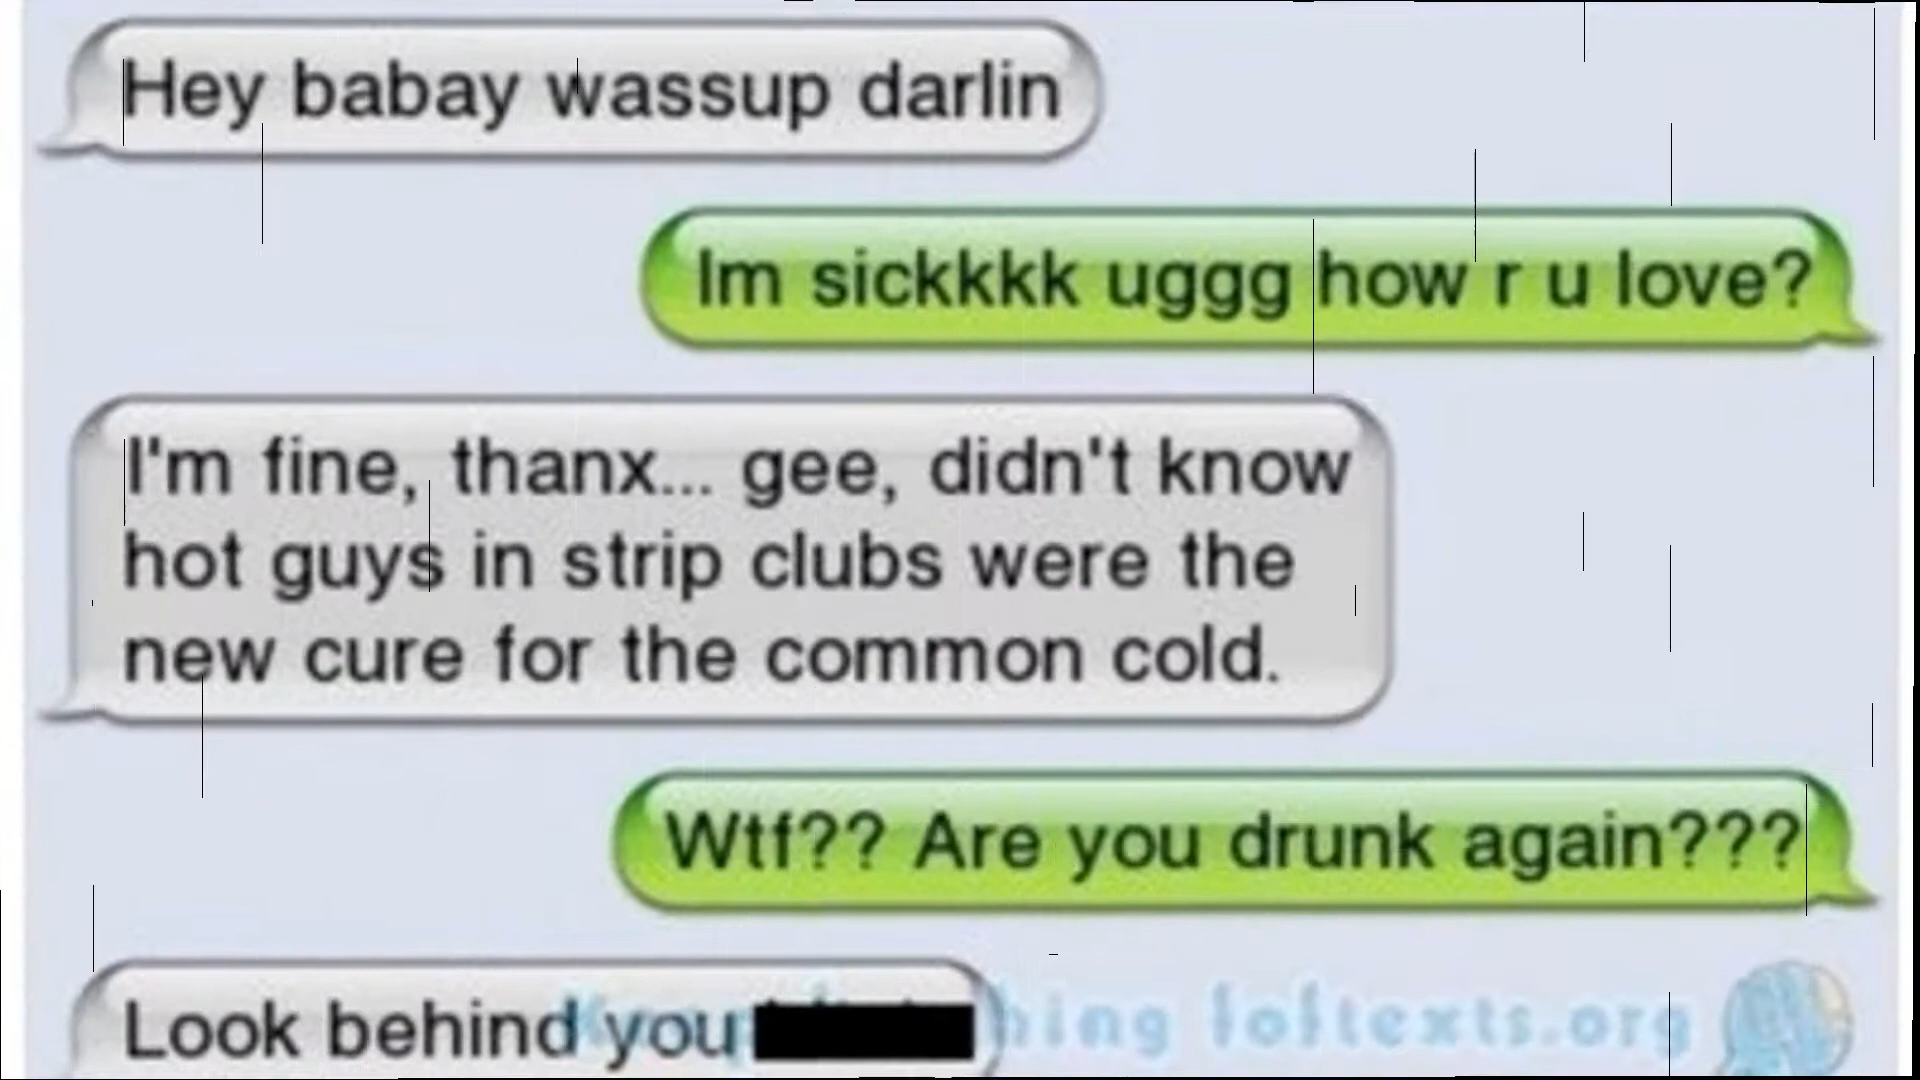 Hey babay wassup darlin
Im sickkkk uggg how r u love?
I'm fine, thanx... gee, didn't know
hot guys in strip clubs were the
new cure for the common cold.
Wtf?? Are you drunk again???
Look behind you
loftexts.org